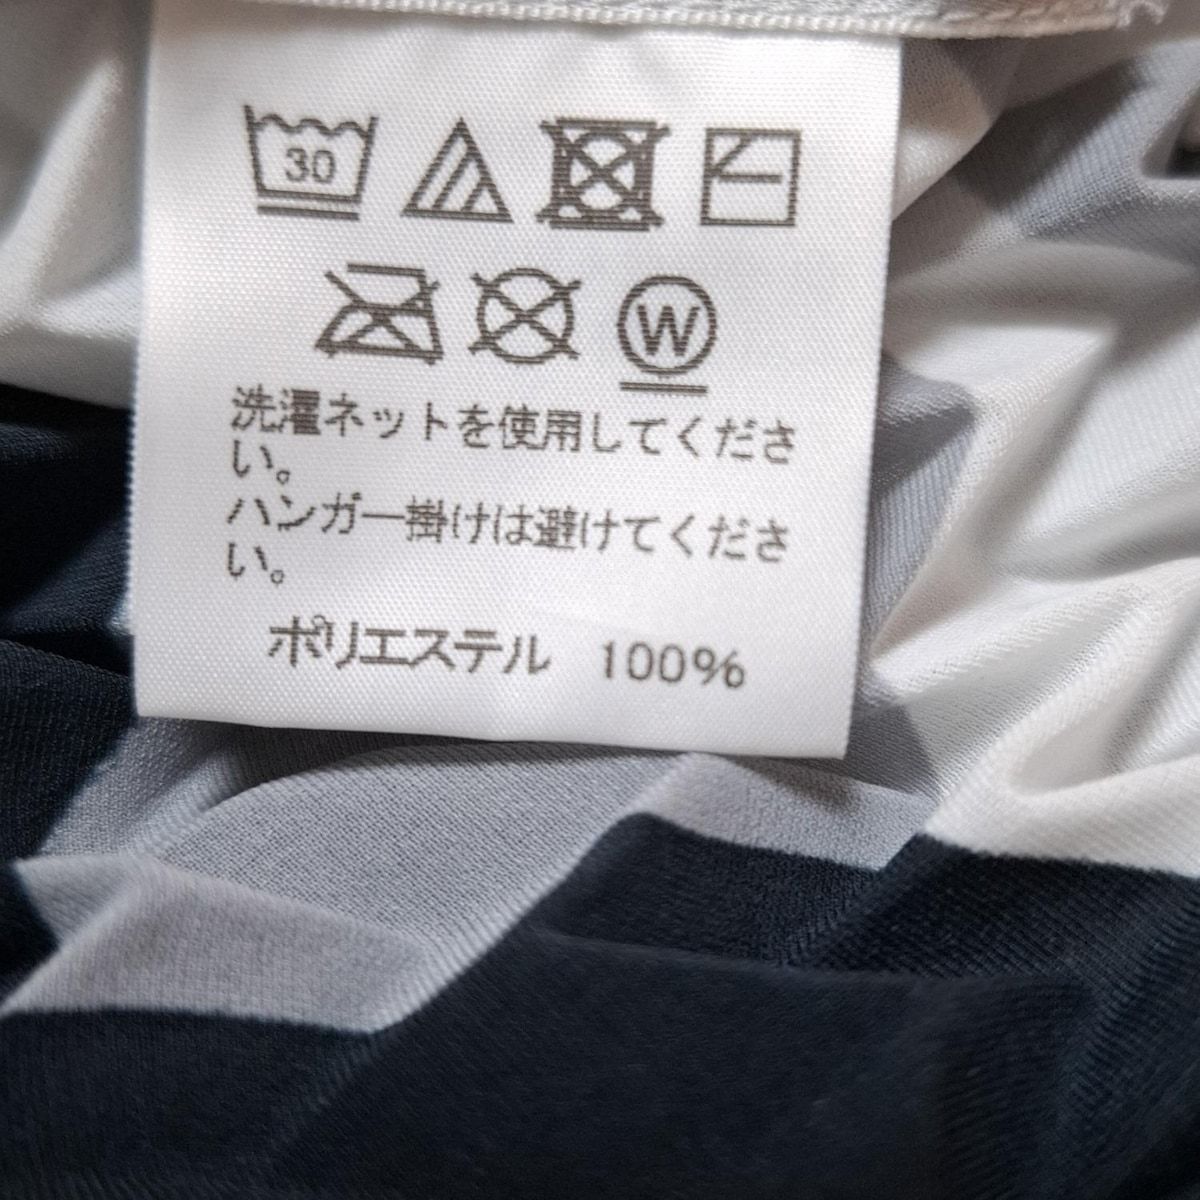 30
W
洗濯ネットを使用してくださ
い。
ハンガー掛けは避けてくださ
い。
ポリエステル 100%